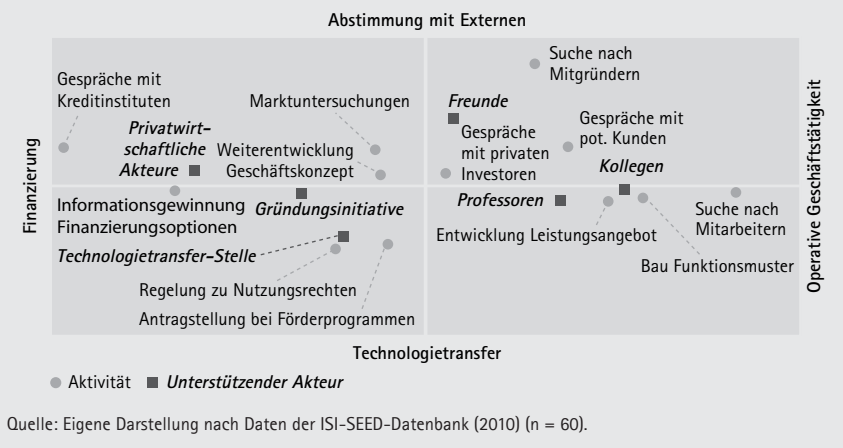 Abstimmung mit Externen
Suche nach
Mitgründern
Gespräche mit
Kreditinstituten
Marktuntersuchungen
Freunde
Gespräche mit
pot. Kunden
Privatwirt-
schaftliche
Akteure
Weiterentwicklung
Geschäftskonzept
Gespräche
mit privaten
Investoren
Kollegen
Finanzierung
Operative Geschäftstätigkeit
Informationsgewinnung
Finanzierungsoptionen
Gründungsinitiative
Professoren
Suche nach
Mitarbeitern
Technologietransfer-Stelle
Entwicklung Leistungsangebot
Bau Funktionsmuster
Regelung zu Nutzungsrechten
Antragstellung bei Förderprogrammen
Technologietransfer
Aktivität Unterstützender Akteur
Quelle: Eigene Darstellung nach Daten der ISI-SEED-Datenbank (2010) (n = 60).